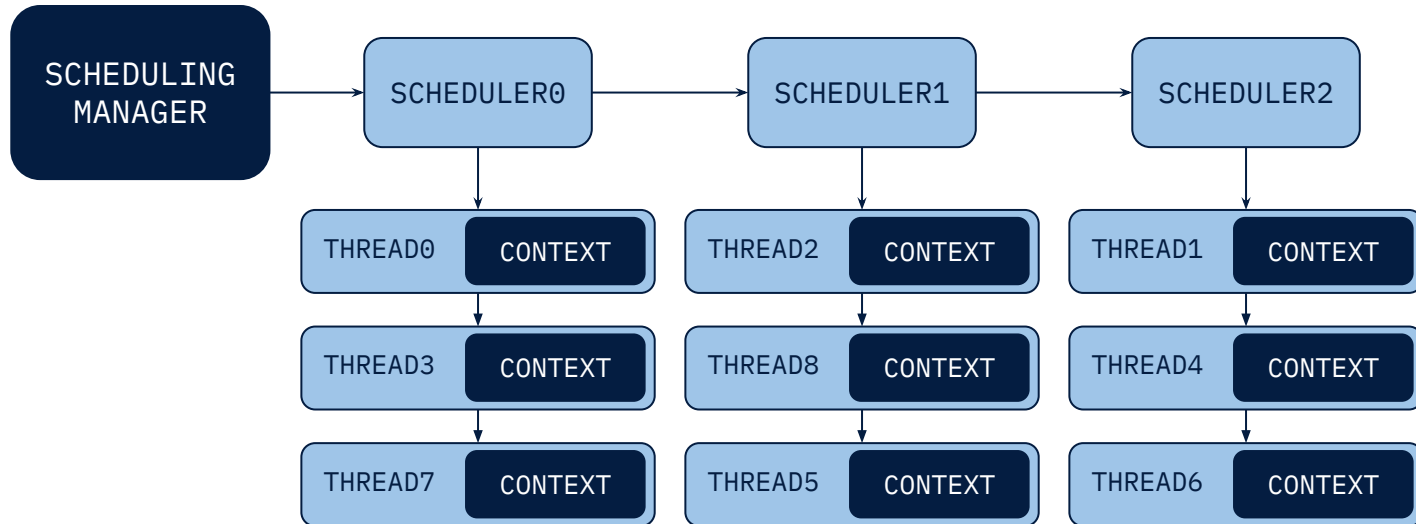 SCHEDULING
MANAGER
SCHEDULER0
SCHEDULER1
SCHEDULER2
THREAD0 CONTEXT
THREAD2 CONTEXT
THREAD1 CONTEXT
THREAD3 CONTEXT
THREAD8 CONTEXT
THREAD4 CONTEXT
THREAD7 CONTEXT
THREAD5 CONTEXT
THREAD6 CONTEXT